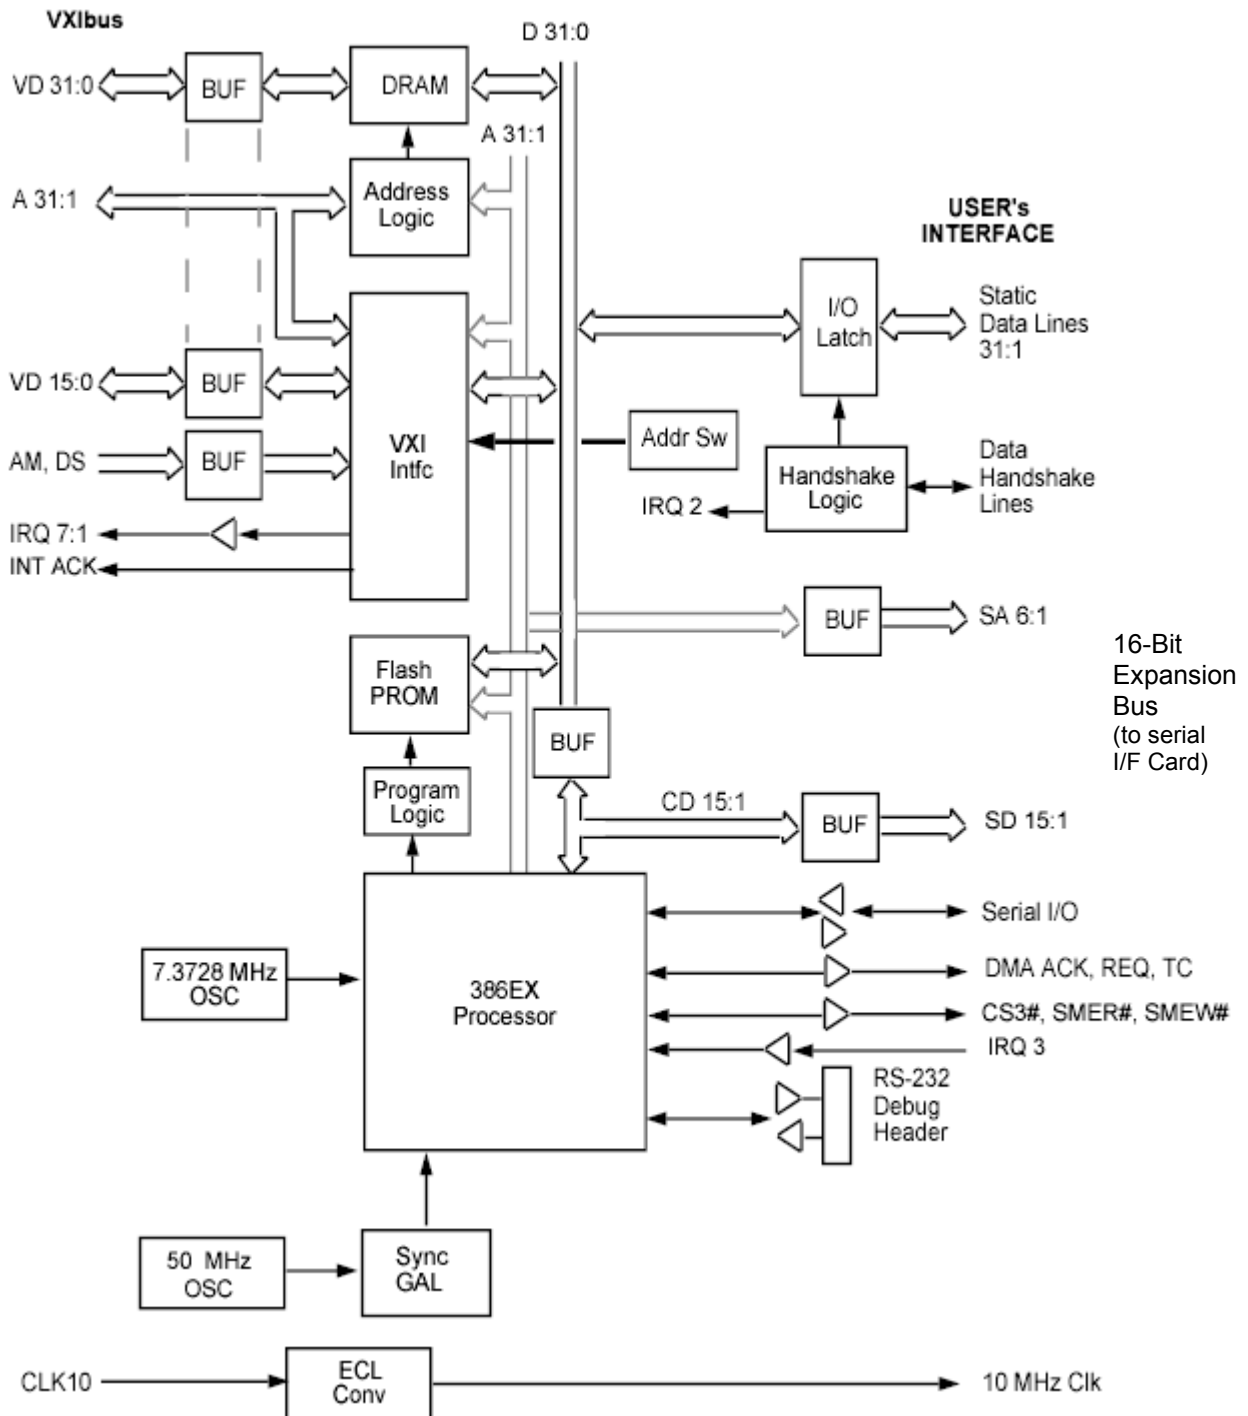 VXIbus
D 31:0
VD 31:0
BUF
DRAM
A 31:1
A 31:1
Address
Logic
USER's
INTERFACE
I/O
Latch
Static
Data Lines
31:1
VD 15:0
BUF
VXI
Intfc
Addr Sw
AM, DS
BUF
Handshake
Logic
Data
Handshake
Lines
IRQ 2
IRQ 7:1
INT ACK
BUF
SA 6:1
16-Bit
Expansion
Bus
(to serial
I/F Card)
Flash
PROM
BUF
Program
Logic
CD 15:1
BUF
SD 15:1
Serial I/O
7.3728 MHz
OSC
386EX
Processor
DMA ACK, REQ, TC
CS3#, SMER#, SMEW#
IRQ 3
RS-232
Debug
Header
50 MHz
OSC
Sync
GAL
CLK10
ECL
Conv
10 MHz Clk